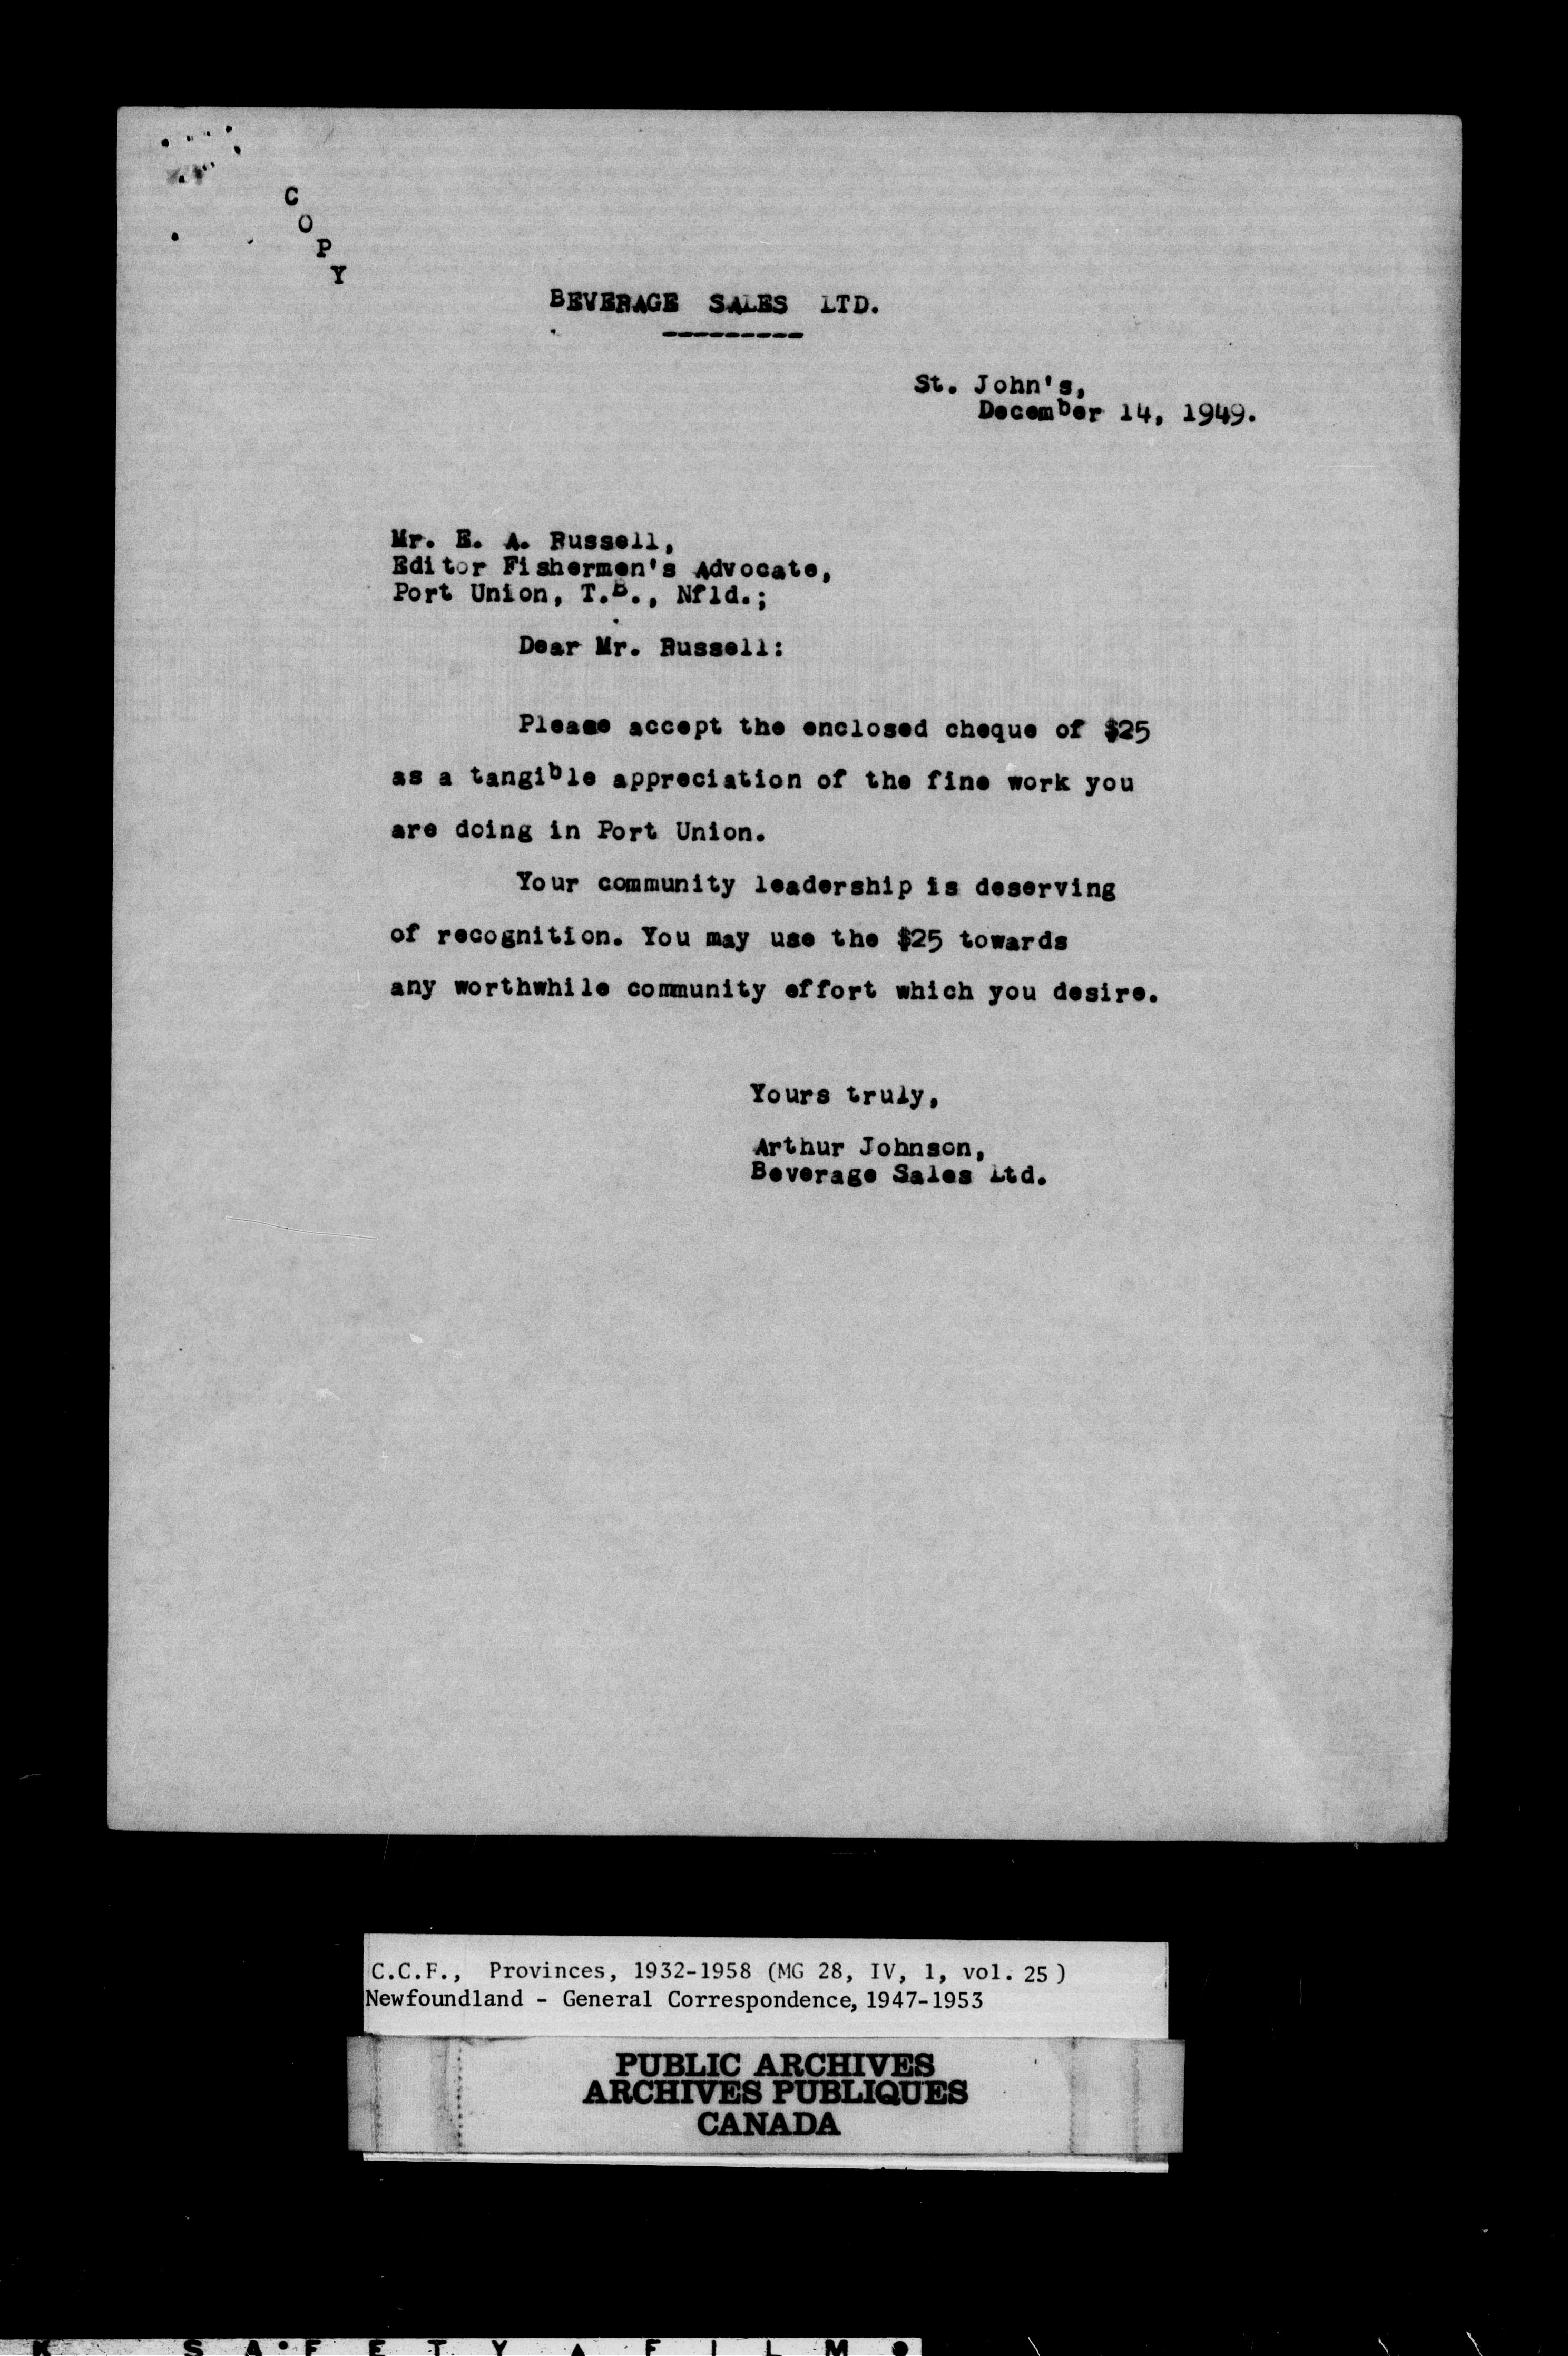 C
O
P
Y
BEVERAGE SALES LTD.
---------
St. John's,
December 14, 1949.
Mr. E. A. Russell,
Editor Fishermen's Advocate,
Port Union, T.B., Nfld.;
Dear Mr. Russell:
Please accept the enclosed cheque of $25
as a tangible appreciation of the fine work you
are doing in Port Union.
Your community leadership is deserving
of recognition. You may use the $25 towards
any worthwhile community effort which you desire.
Yours truly,
Arthur Johnson,
Beverage Sales Ltd.
C.C.F., Provinces, 1932-1958 (MG 28, IV, 1, vol. 25)
Newfoundland - General Correspondence, 1947-1953
PUBLIC ARCHIVES
ARCHIVES PUBLIQUES
CANADA
K SAFETY FILM